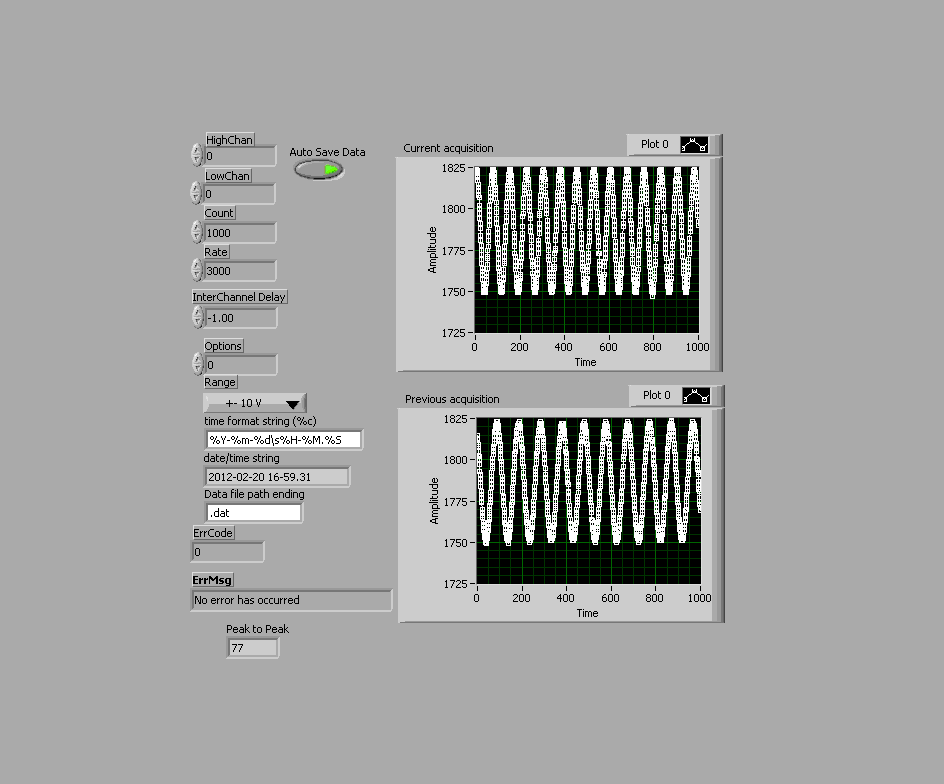 HighChan
0
Auto Save Data
LowChan
0
Count
1000
Rate
3000
InterChannel Delay
-1.00
Options
0
Range
+- 10 V
time format string (%c)
%Y-%m-%d\s%H-%M.%S
date/time string
2012-02-20 16-59.31
Data file path ending
.dat
ErrCode
0
ErrMsg
No error has occurred
Peak to Peak
77
Current acquisition
Plot 0
1825
1800
1775
1750
1725
Amplitude
0 200 400 600 800 1000
Time
Previous acquisition
Plot 0
1825
1800
1775
1750
1725
Amplitude
0 200 400 600 800 1000
Time